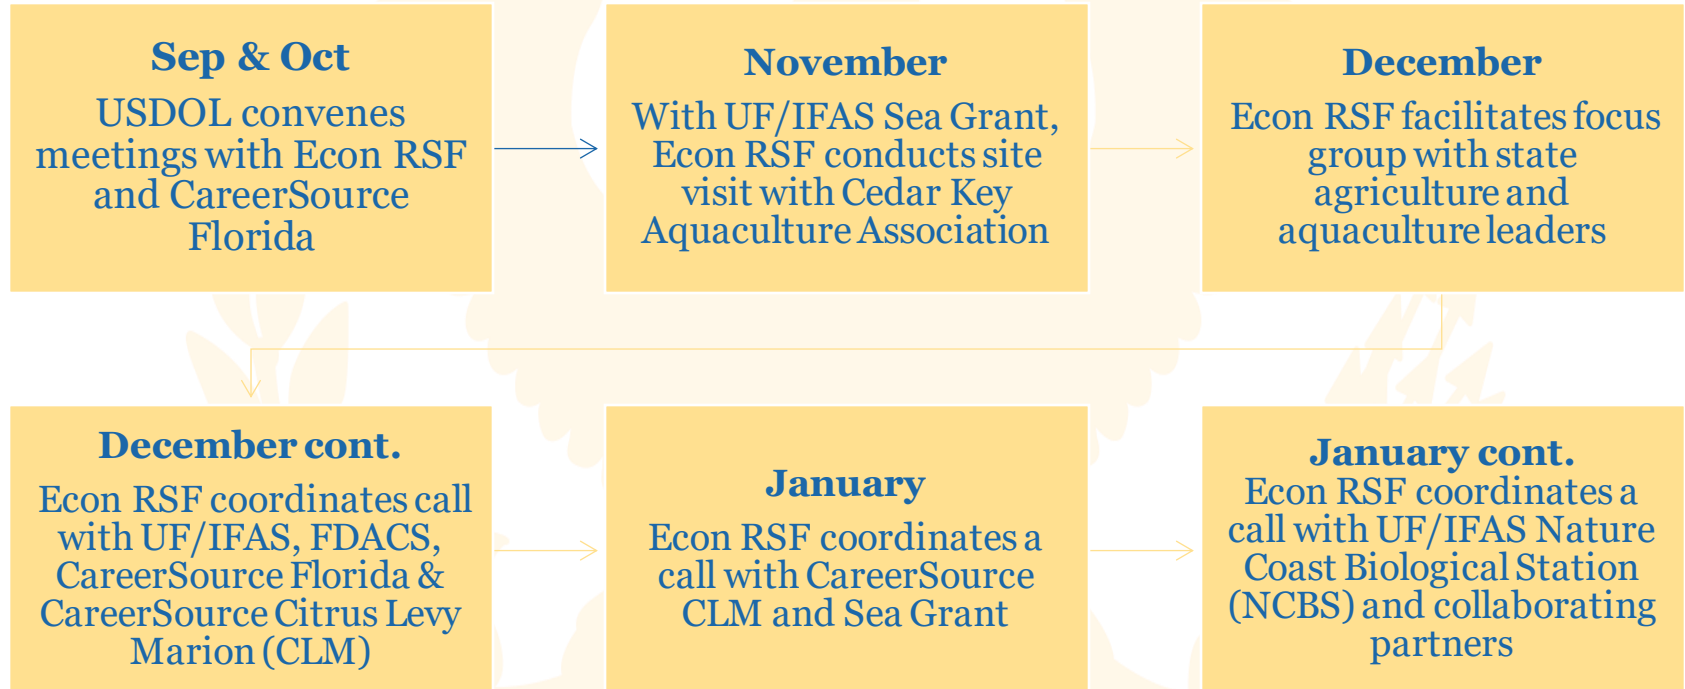 Sep & Oct
USDOL convenes
meetings with Econ RSF
and CareerSource
Florida
November
With UF/IFAS Sea Grant,
Econ RSF conducts site
visit with Cedar Key
Aquaculture Association
December
Econ RSF facilitates focus
group with state
agriculture and
aquaculture leaders
December cont.
Econ RSF coordinates call
with UF/IFAS, FDACS,
CareerSource Florida &
CareerSource Citrus Levy
Marion (CLM)
January
Econ RSF coordinates a
call with CareerSource
CLM and Sea Grant
January cont.
Econ RSF coordinates a
call with UF/IFAS Nature
Coast Biological Station
(NCBS) and collaborating
partners